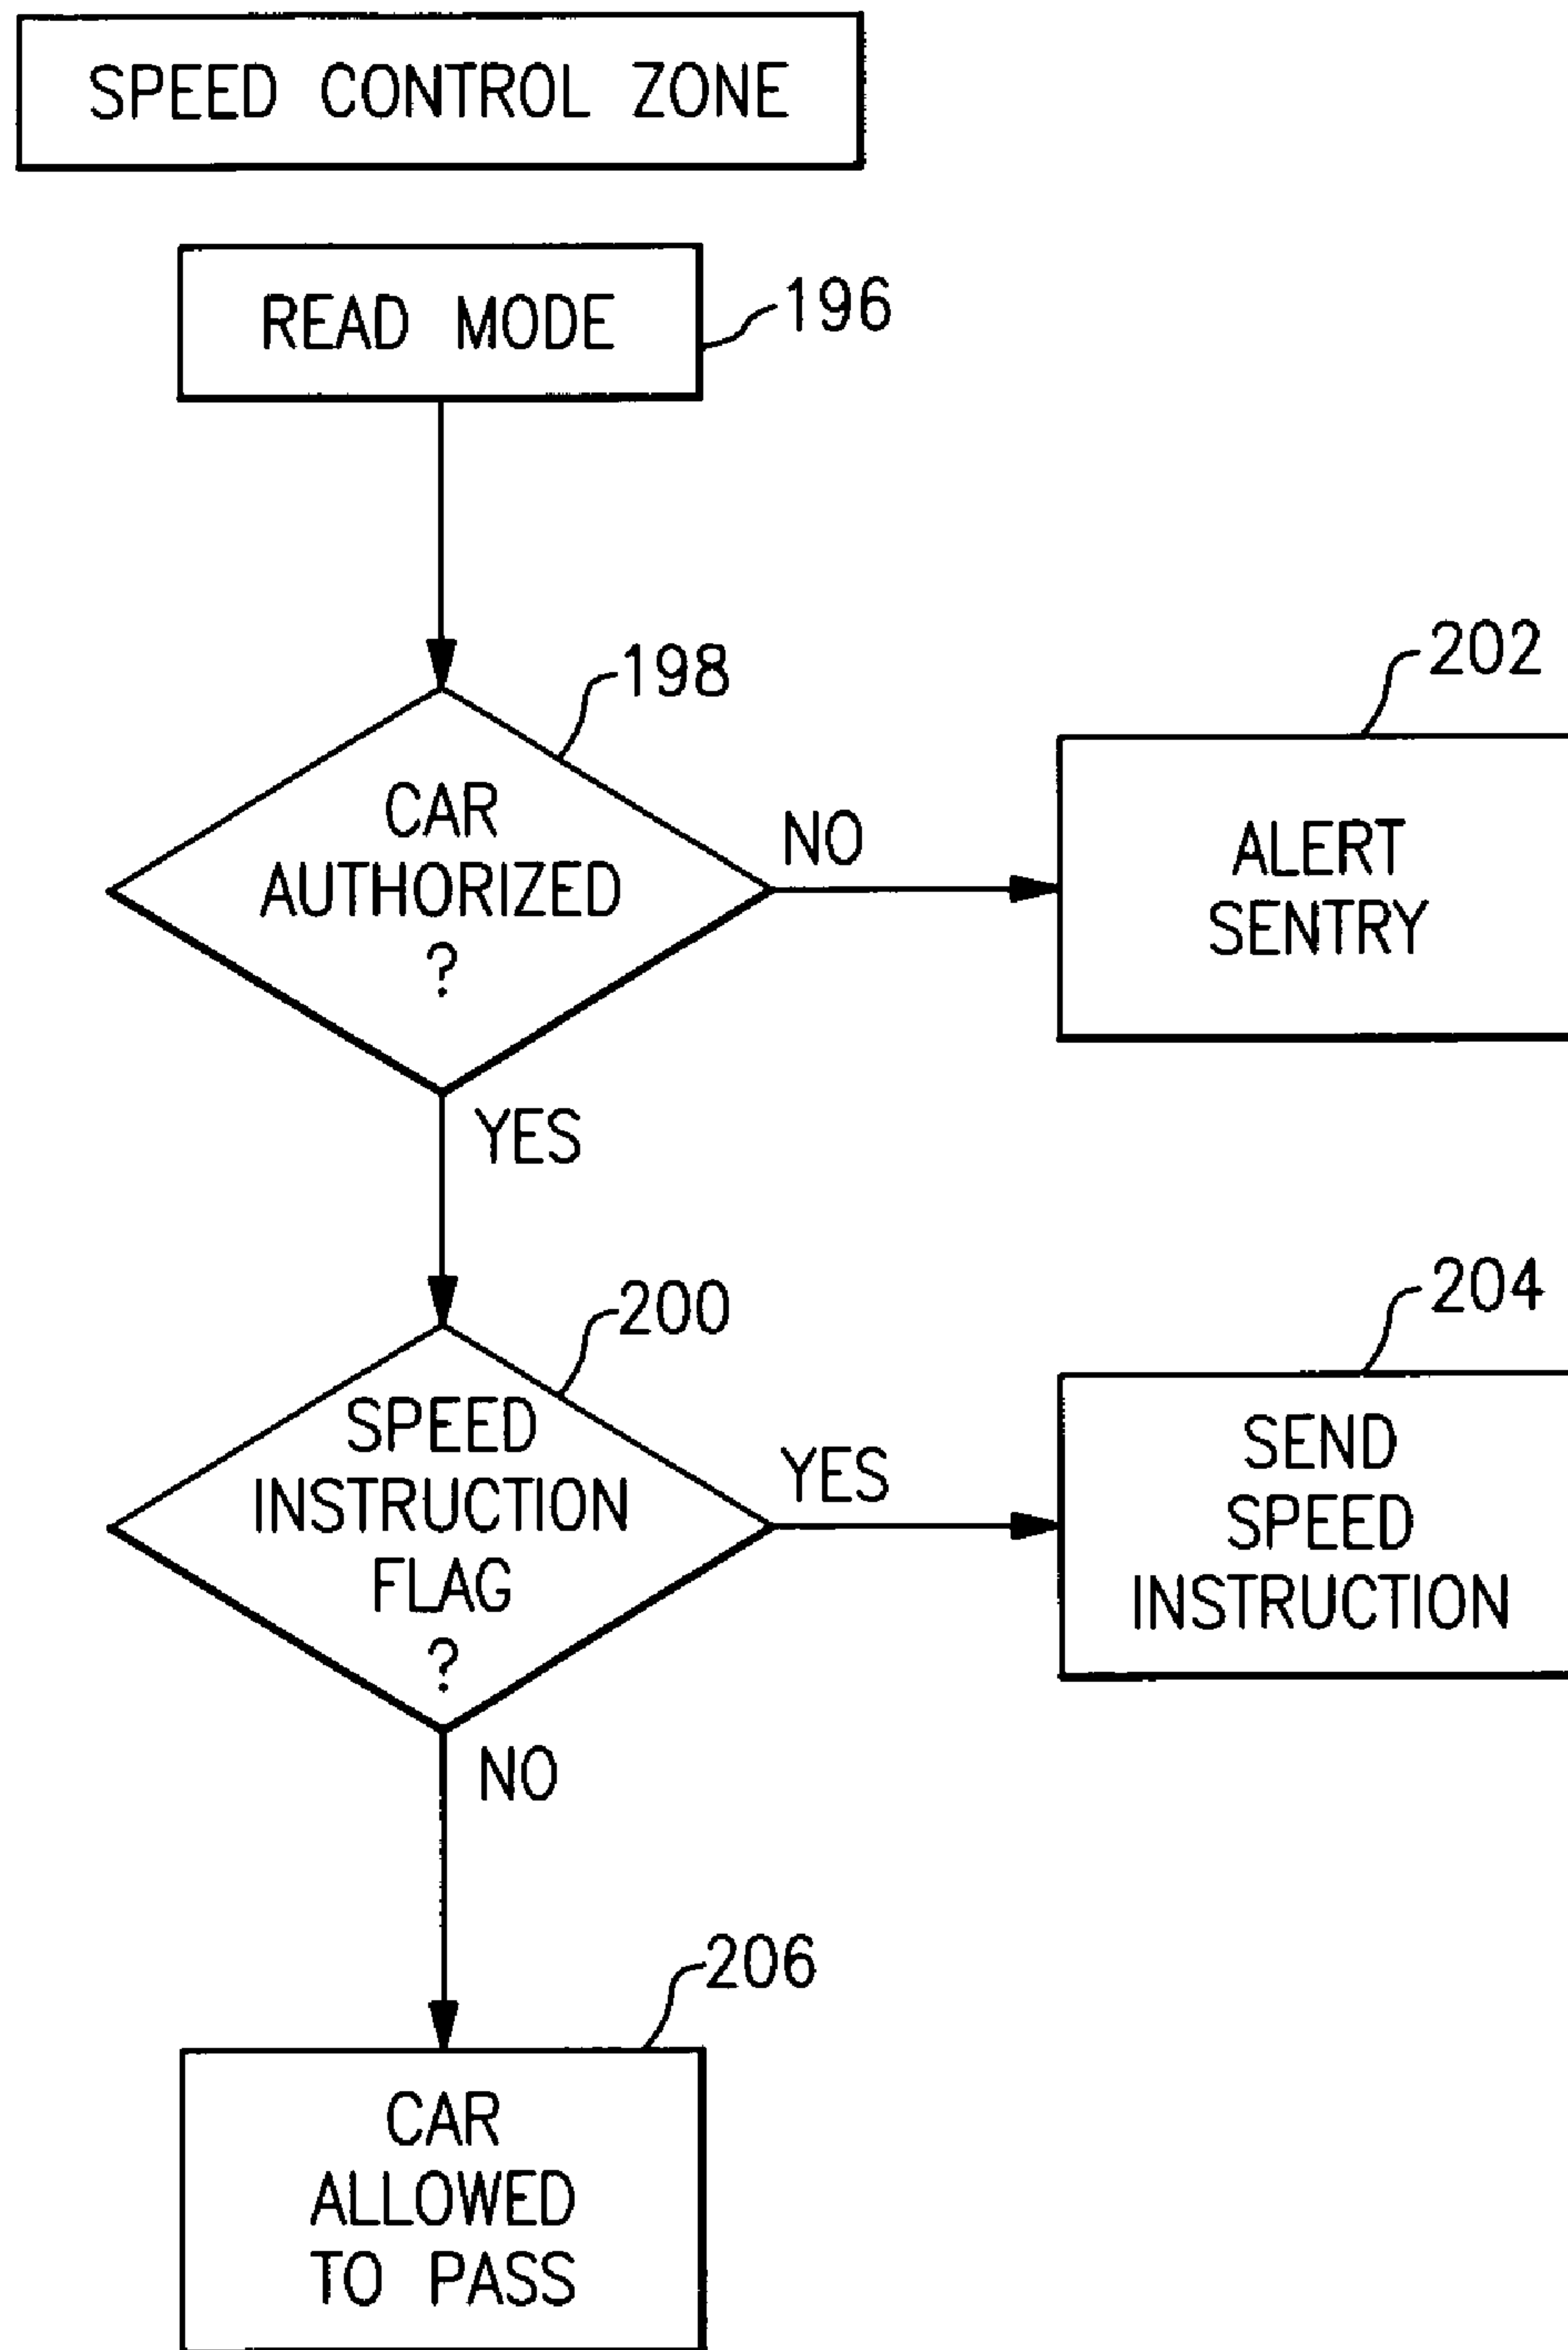 SPEED CONTROL ZONE
READ MODE
196
198
CAR
AUTHORIZED
?
NO
202
ALERT
SENTRY
YES
200
SPEED
INSTRUCTION
FLAG
?
YES
204
SEND
SPEED
INSTRUCTION
NO
206
CAR
ALLOWED
TO PASS